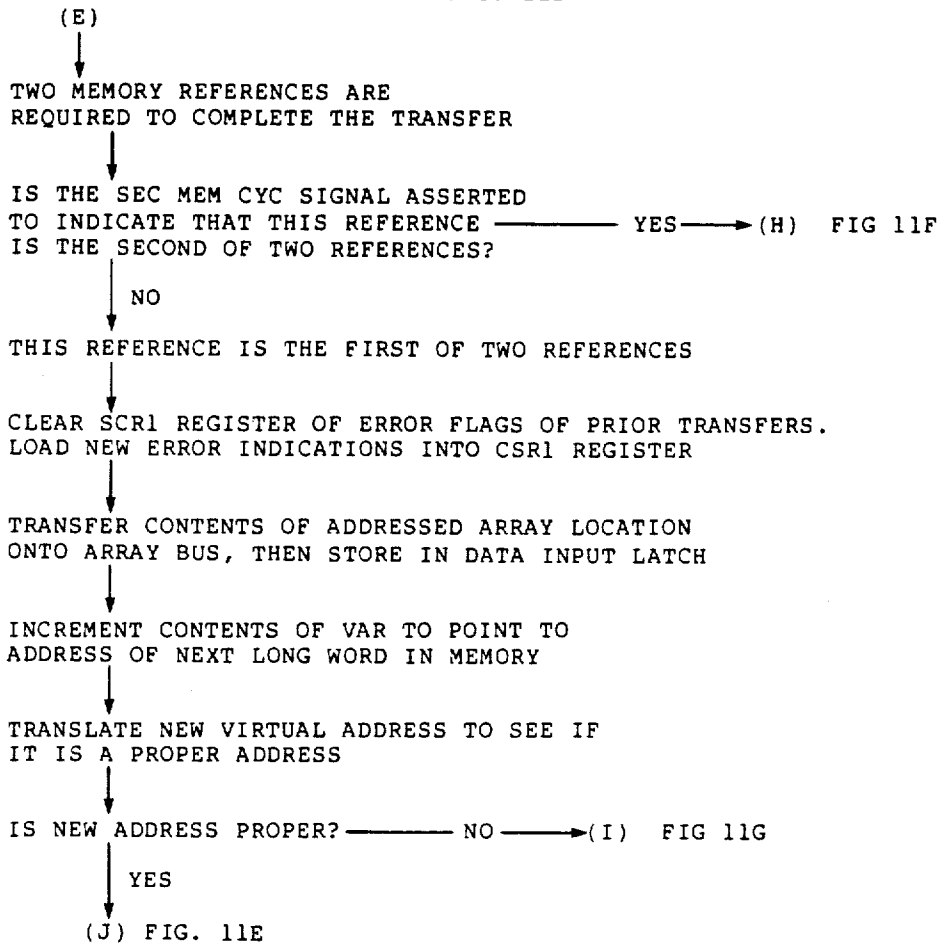 (E)
TWO MEMORY REFERENCES ARE
REQUIRED TO COMPLETE THE TRANSFER
IS THE SEC MEM CYC SIGNAL ASSERTED
TO INDICATE THAT THIS REFERENCE YES (H) FIG 11F
IS THE SECOND OF TWO REFERENCES?
NO
THIS REFERENCE IS THE FIRST OF TWO REFERENCES
CLEAR SCR1 REGISTER OF ERROR FLAGS OF PRIOR TRANSFERS.
LOAD NEW ERROR INDICATIONS INTO CSR1 REGISTER
TRANSFER CONTENTS OF ADDRESSED ARRAY LOCATION
ONTO ARRAY BUS, THEN STORE IN DATA INPUT LATCH
INCREMENT CONTENTS OF VAR TO POINT TO
ADDRESS OF NEXT LONG WORD IN MEMORY
TRANSLATE NEW VIRTUAL ADDRESS TO SEE IF
IT IS A PROPER ADDRESS
IS NEW ADDRESS PROPER? NO (I) FIG 11G
YES
(J) FIG. 11E